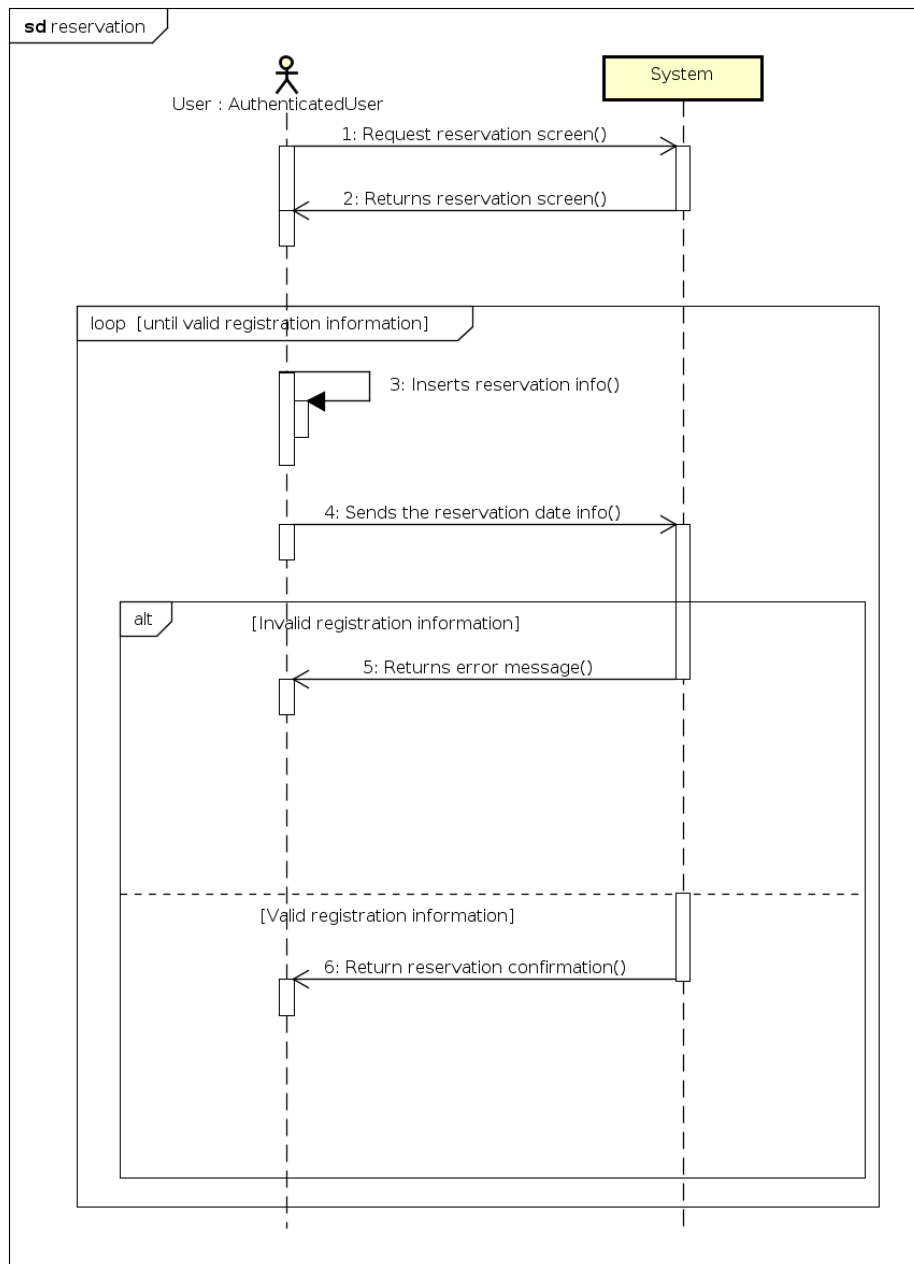 sd reservation
System
User : AuthenticatedUser
1: Request reservation screen()
2: Returns reservation screen()
loop [until valid registration information]
3: Inserts reservation info()
4: Sends the reservation date info()
alt
[Invalid registration information]
5: Returns error message()
[Valid registration information]
6: Return reservation confirmation()